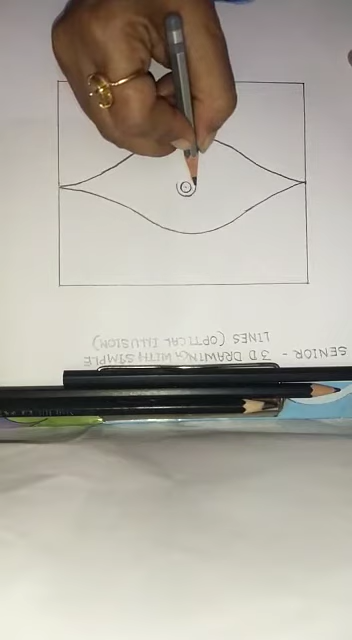 SENIOR - 3D DRAWING WITH SIMPLE
LINES (OPTICAL ILLUSION)